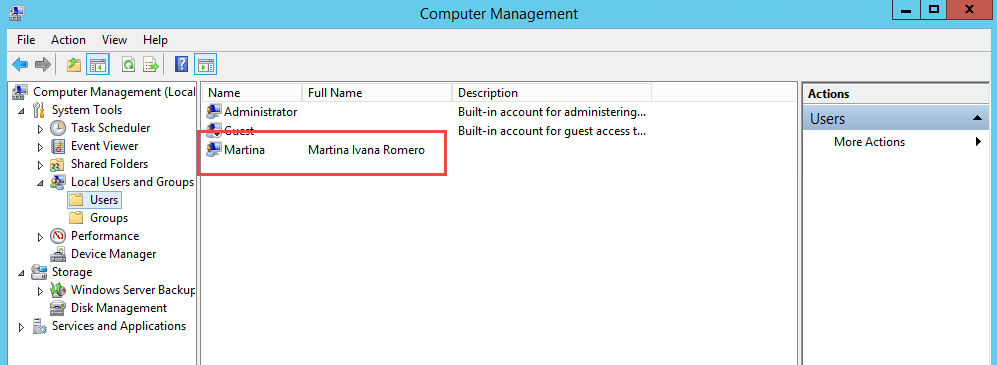 Computer Management
File Action View Help
Computer Management (Local
System Tools
Task Scheduler
Event Viewer
Shared Folders
Local Users and Groups
Users
Groups
Performance
Device Manager
Storage
Windows Server Backup
Disk Management
Services and Applications
Name Full Name Description
Administrator Built-in account for administering...
Guest Built-in account for guest access t...
Martina Martina Ivana Romero
Actions
Users
More Actions